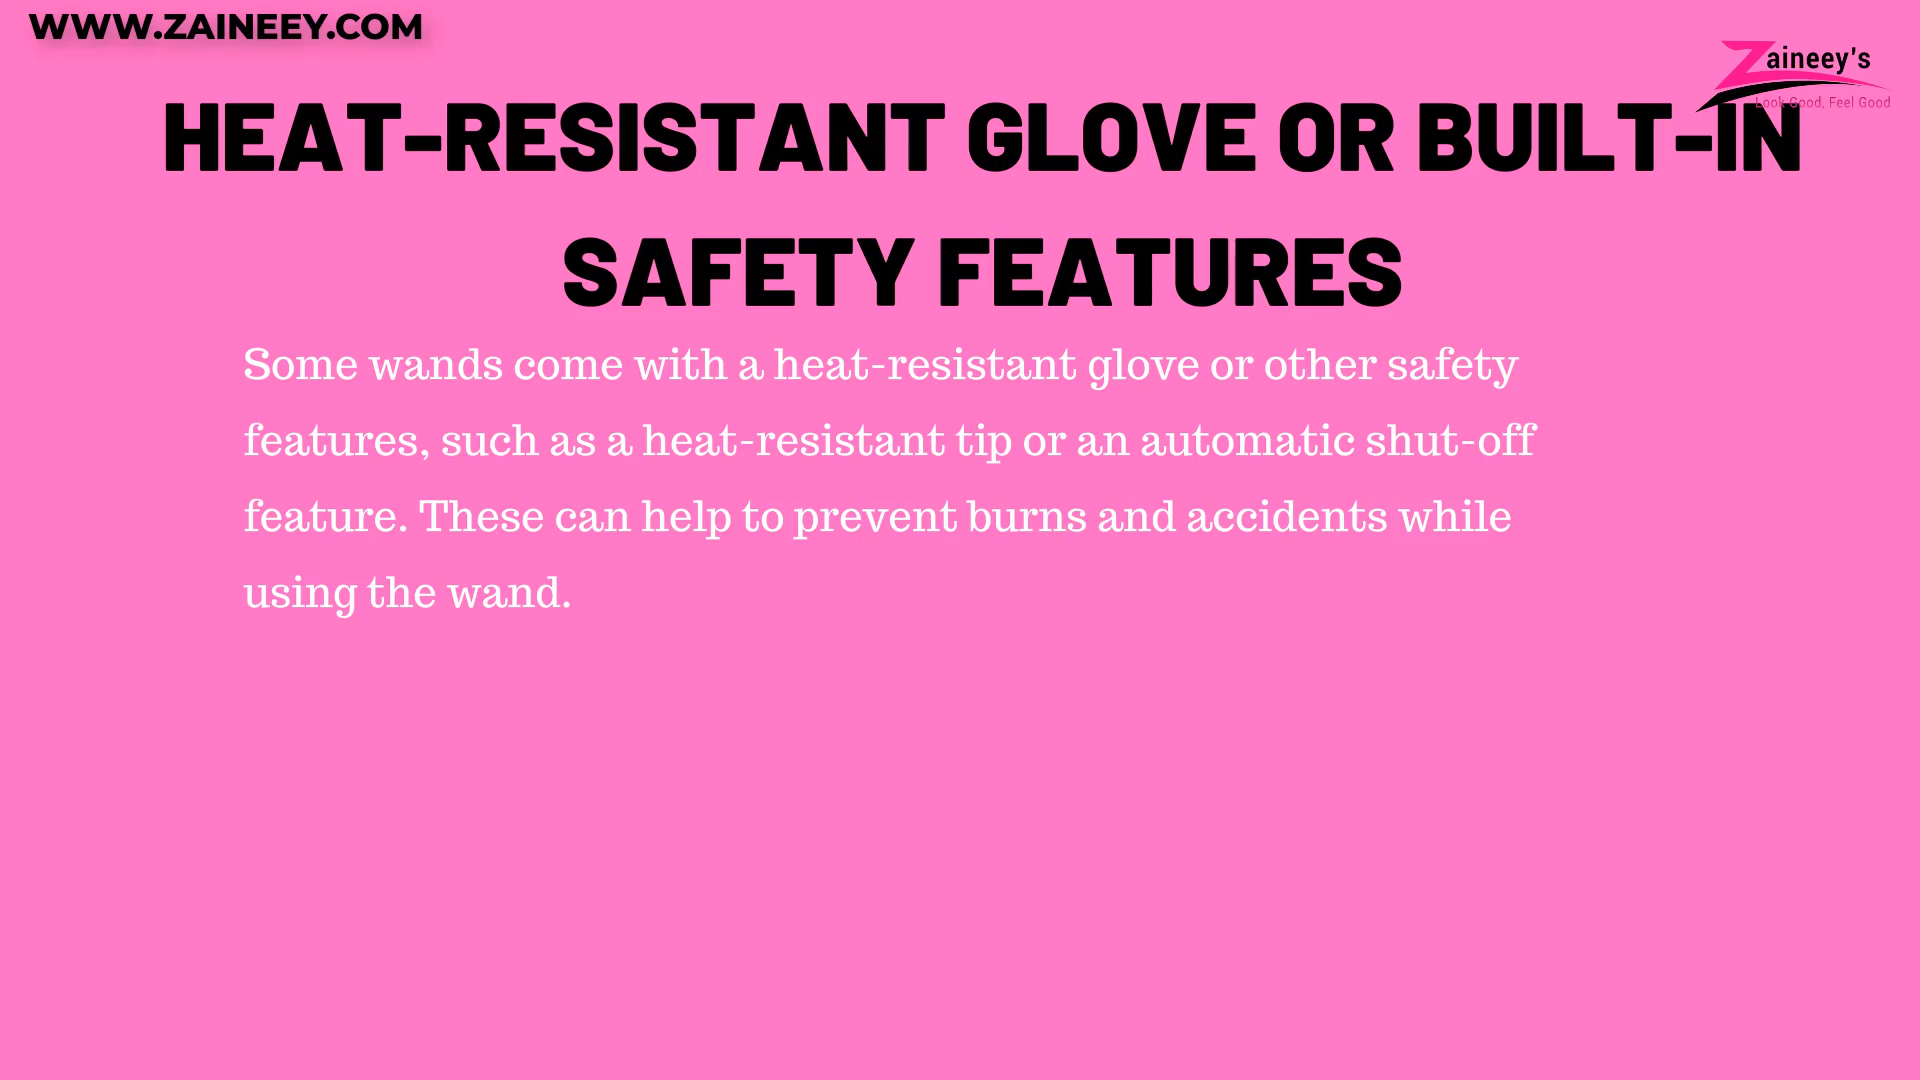 WWW.ZAINEEY.COM
Zaineey's
Look Good, Feel Good
HEAT-RESISTANT GLOVE OR BUILT-IN
SAFETY FEATURES
Some wands come with a heat-resistant glove or other safety
features, such as a heat-resistant tip or an automatic shut-off
feature. These can help to prevent burns and accidents while
using the wand.